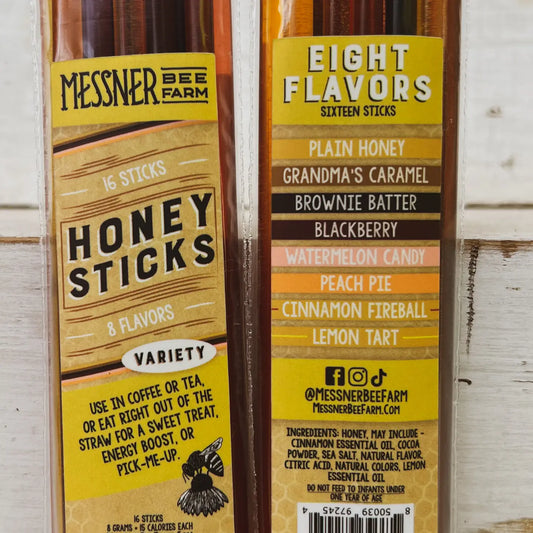 MESSNER BEE FARM
16 STICKS
HONEY
STICKS
8 FLAVORS
VARIETY
USE IN COFFEE OR TEA,
OR EAT RIGHT OUT OF THE
STRAW FOR A SWEET TREAT,
ENERGY BOOST, OR
PICK-ME-UP.
16 STICKS
8 GRAMS • 15 CALORIES EACH
EIGHT
FLAVORS
SIXTEEN STICKS
PLAIN HONEY
GRANDMA'S CARAMEL
BROWNIE BATTER
BLACKBERRY
WATERMELON CANDY
PEACH PIE
CINNAMON FIREBALL
LEMON TART
@MESSNERBEEFARM
MESSNERBEEFARM.COM
INGREDIENTS: HONEY, MAY INCLUDE -
CINNAMON ESSENTIAL OIL, COCOA
POWDER, SEA SALT, NATURAL FLAVOR,
CITRIC ACID, NATURAL COLORS, LEMON
ESSENTIAL OIL
DO NOT FEED TO INFANTS UNDER
ONE YEAR OF AGE
8 50039 97245 4